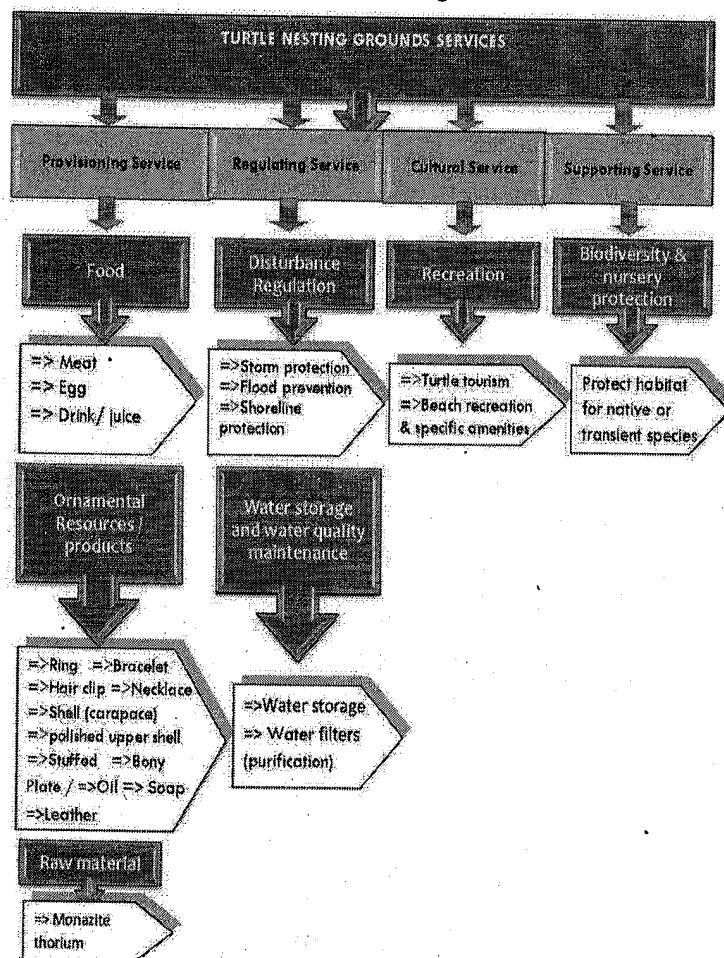 TURTLE NESTING GROUNDS SERVICES
Provisioning Service
Regulating Service
Cultural Service
Supporting Service
Food
Disturbance
Regulation
Recreation
Biodiversity &
nursery
protection
=> Meat
=> Egg
=> Drink/ juice
=>Storm protection
=>Flood prevention
=>Shoreline
protection
=>Turtle tourism
=>Beach recreation
& specific amenities
Protect habitat
for native or
transient species
Ornamental
Resources /
products
Water storage
and water quality
maintenance
=>Ring =>Bracelet
=>Hair clip =>Necklace
=>Shell (carapace)
=>polished upper shell
=>Stuffed =>Bony
Plate / =>Oil => Soap
=>Leather
=>Water storage
=> Water filters
(purification)
Raw material
=> Monazite
thorium